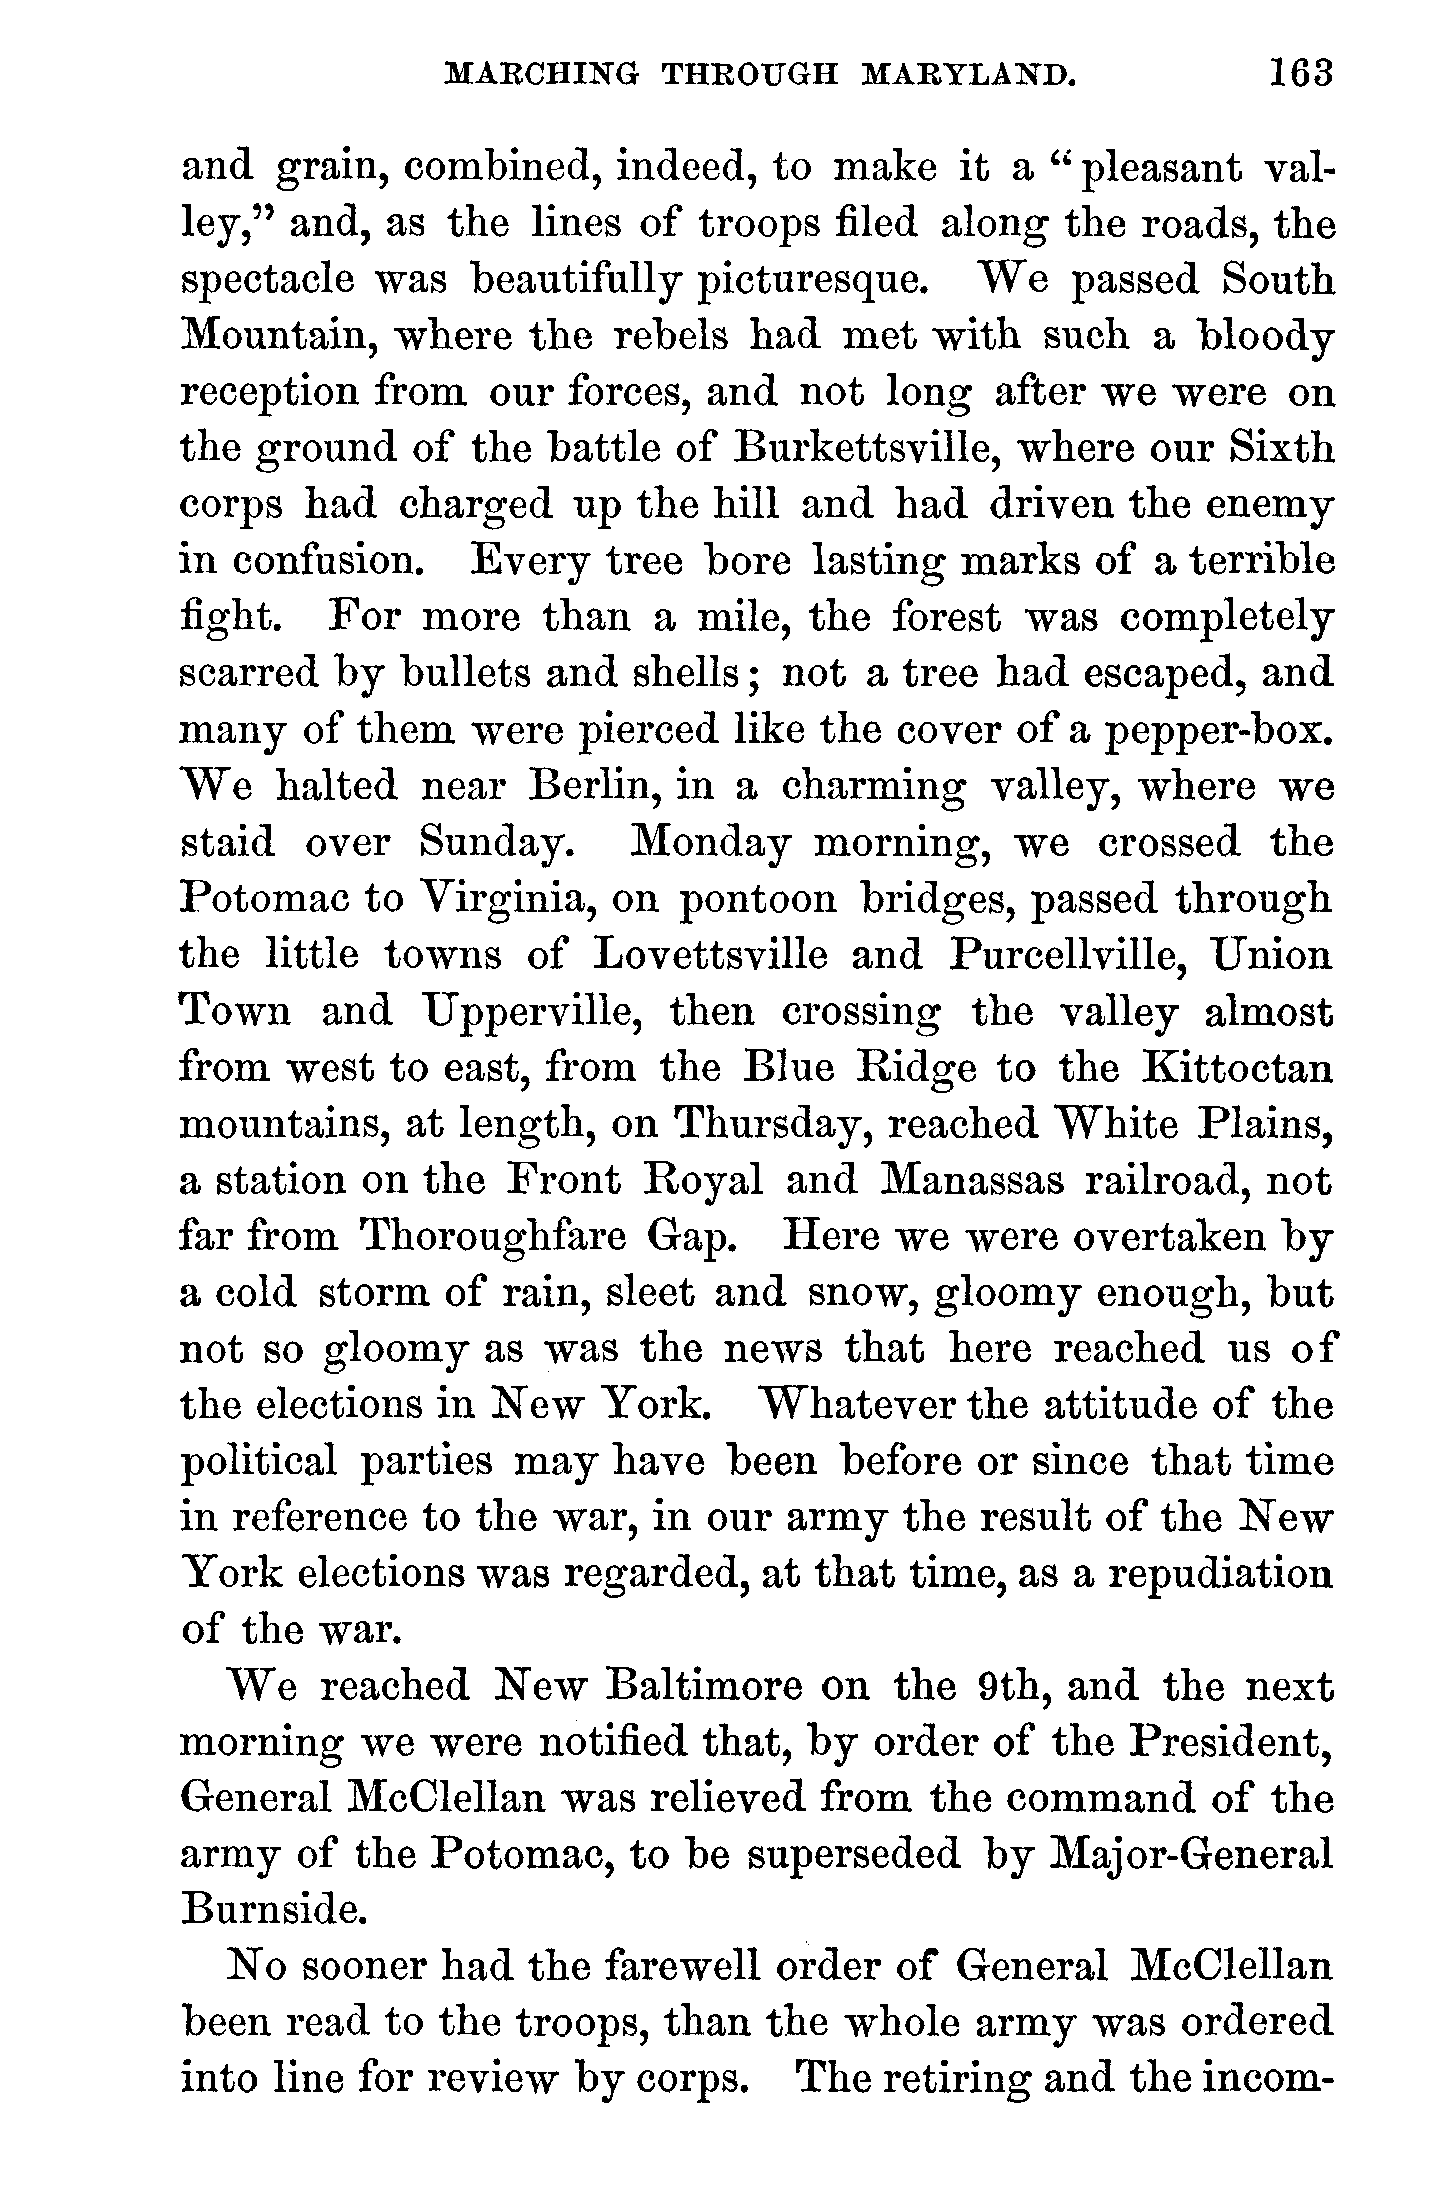 MARCHING THROUGH MARYLAND. 163
and grain, combined, indeed, to make it a “pleasant val-
ley,” and, as the lines of troops filed along the roads, the
spectacle was beautifully picturesque. We passed South
Mountain, where the rebels had met with such a bloody
reception from our forces, and not long after we were on
the ground of the battle of Burkettsville, where our Sixth
corps had charged up the hill and had driven the enemy
in confusion. Every tree bore lasting marks of a terrible
fight. For more than a mile, the forest was completely
scarred by bullets and shells; not a tree had escaped, and
many of them were pierced like the cover of a pepper-box.
We halted near Berlin, in a charming valley, where we
staid over Sunday. Monday morning, we crossed the
Potomac to Virginia, on pontoon bridges, passed through
the little towns of Lovettsville and Purcellville, Union
Town and Upperville, then crossing the valley almost
from west to east, from the Blue Ridge to the Kittoctan
mountains, at length, on Thursday, reached White Plains,
a station on the Front Royal and Manassas railroad, not
far from Thoroughfare Gap. Here we were overtaken by
a cold storm of rain, sleet and snow, gloomy enough, but
not so gloomy as was the news that here reached us of
the elections in New York. Whatever the attitude of the
political parties may have been before or since that time
in reference to the war, in our army the result of the New
York elections was regarded, at that time, as a repudiation
of the war.
We reached New Baltimore on the 9th, and the next
morning we were notified that, by order of the President,
General McClellan was relieved from the command of the
army of the Potomac, to be superseded by Major-General
Burnside.
No sooner had the farewell order of General McClellan
been read to the troops, than the whole army was ordered
into line for review by corps. The retiring and the incom-